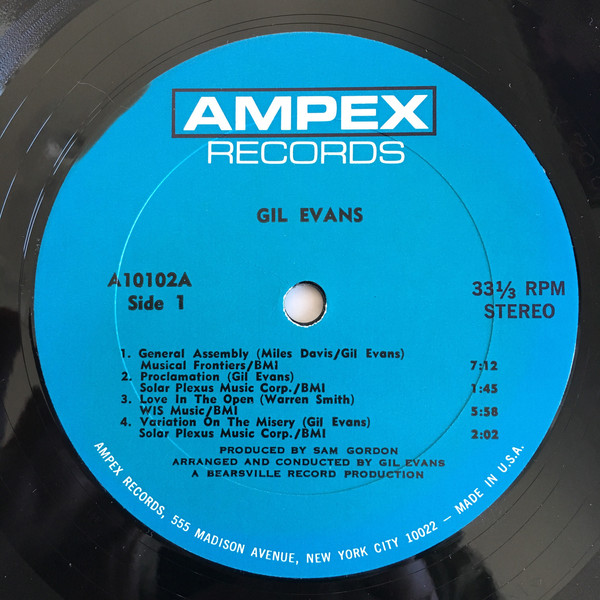 AMPEX
RECORDS
GIL EVANS
A10102A
Side 1
33⅓ RPM
STEREO
1. General Assembly (Miles Davis/Gil Evans)
Musical Frontiers/BMI 7:12
2. Proclamation (Gil Evans)
Solar Plexus Music Corp./BMI 1:45
3. Love In The Open (Warren Smith)
WIS Music/BMI 5:58
4. Variation On The Misery (Gil Evans)
Solar Plexus Music Corp./BMI 2:02
PRODUCED BY SAM GORDON
ARRANGED AND CONDUCTED BY GIL EVANS
A BEARSVILLE RECORD PRODUCTION
AMPEX RECORDS, 555 MADISON AVENUE, NEW YORK CITY 10022 — MADE IN U.S.A.